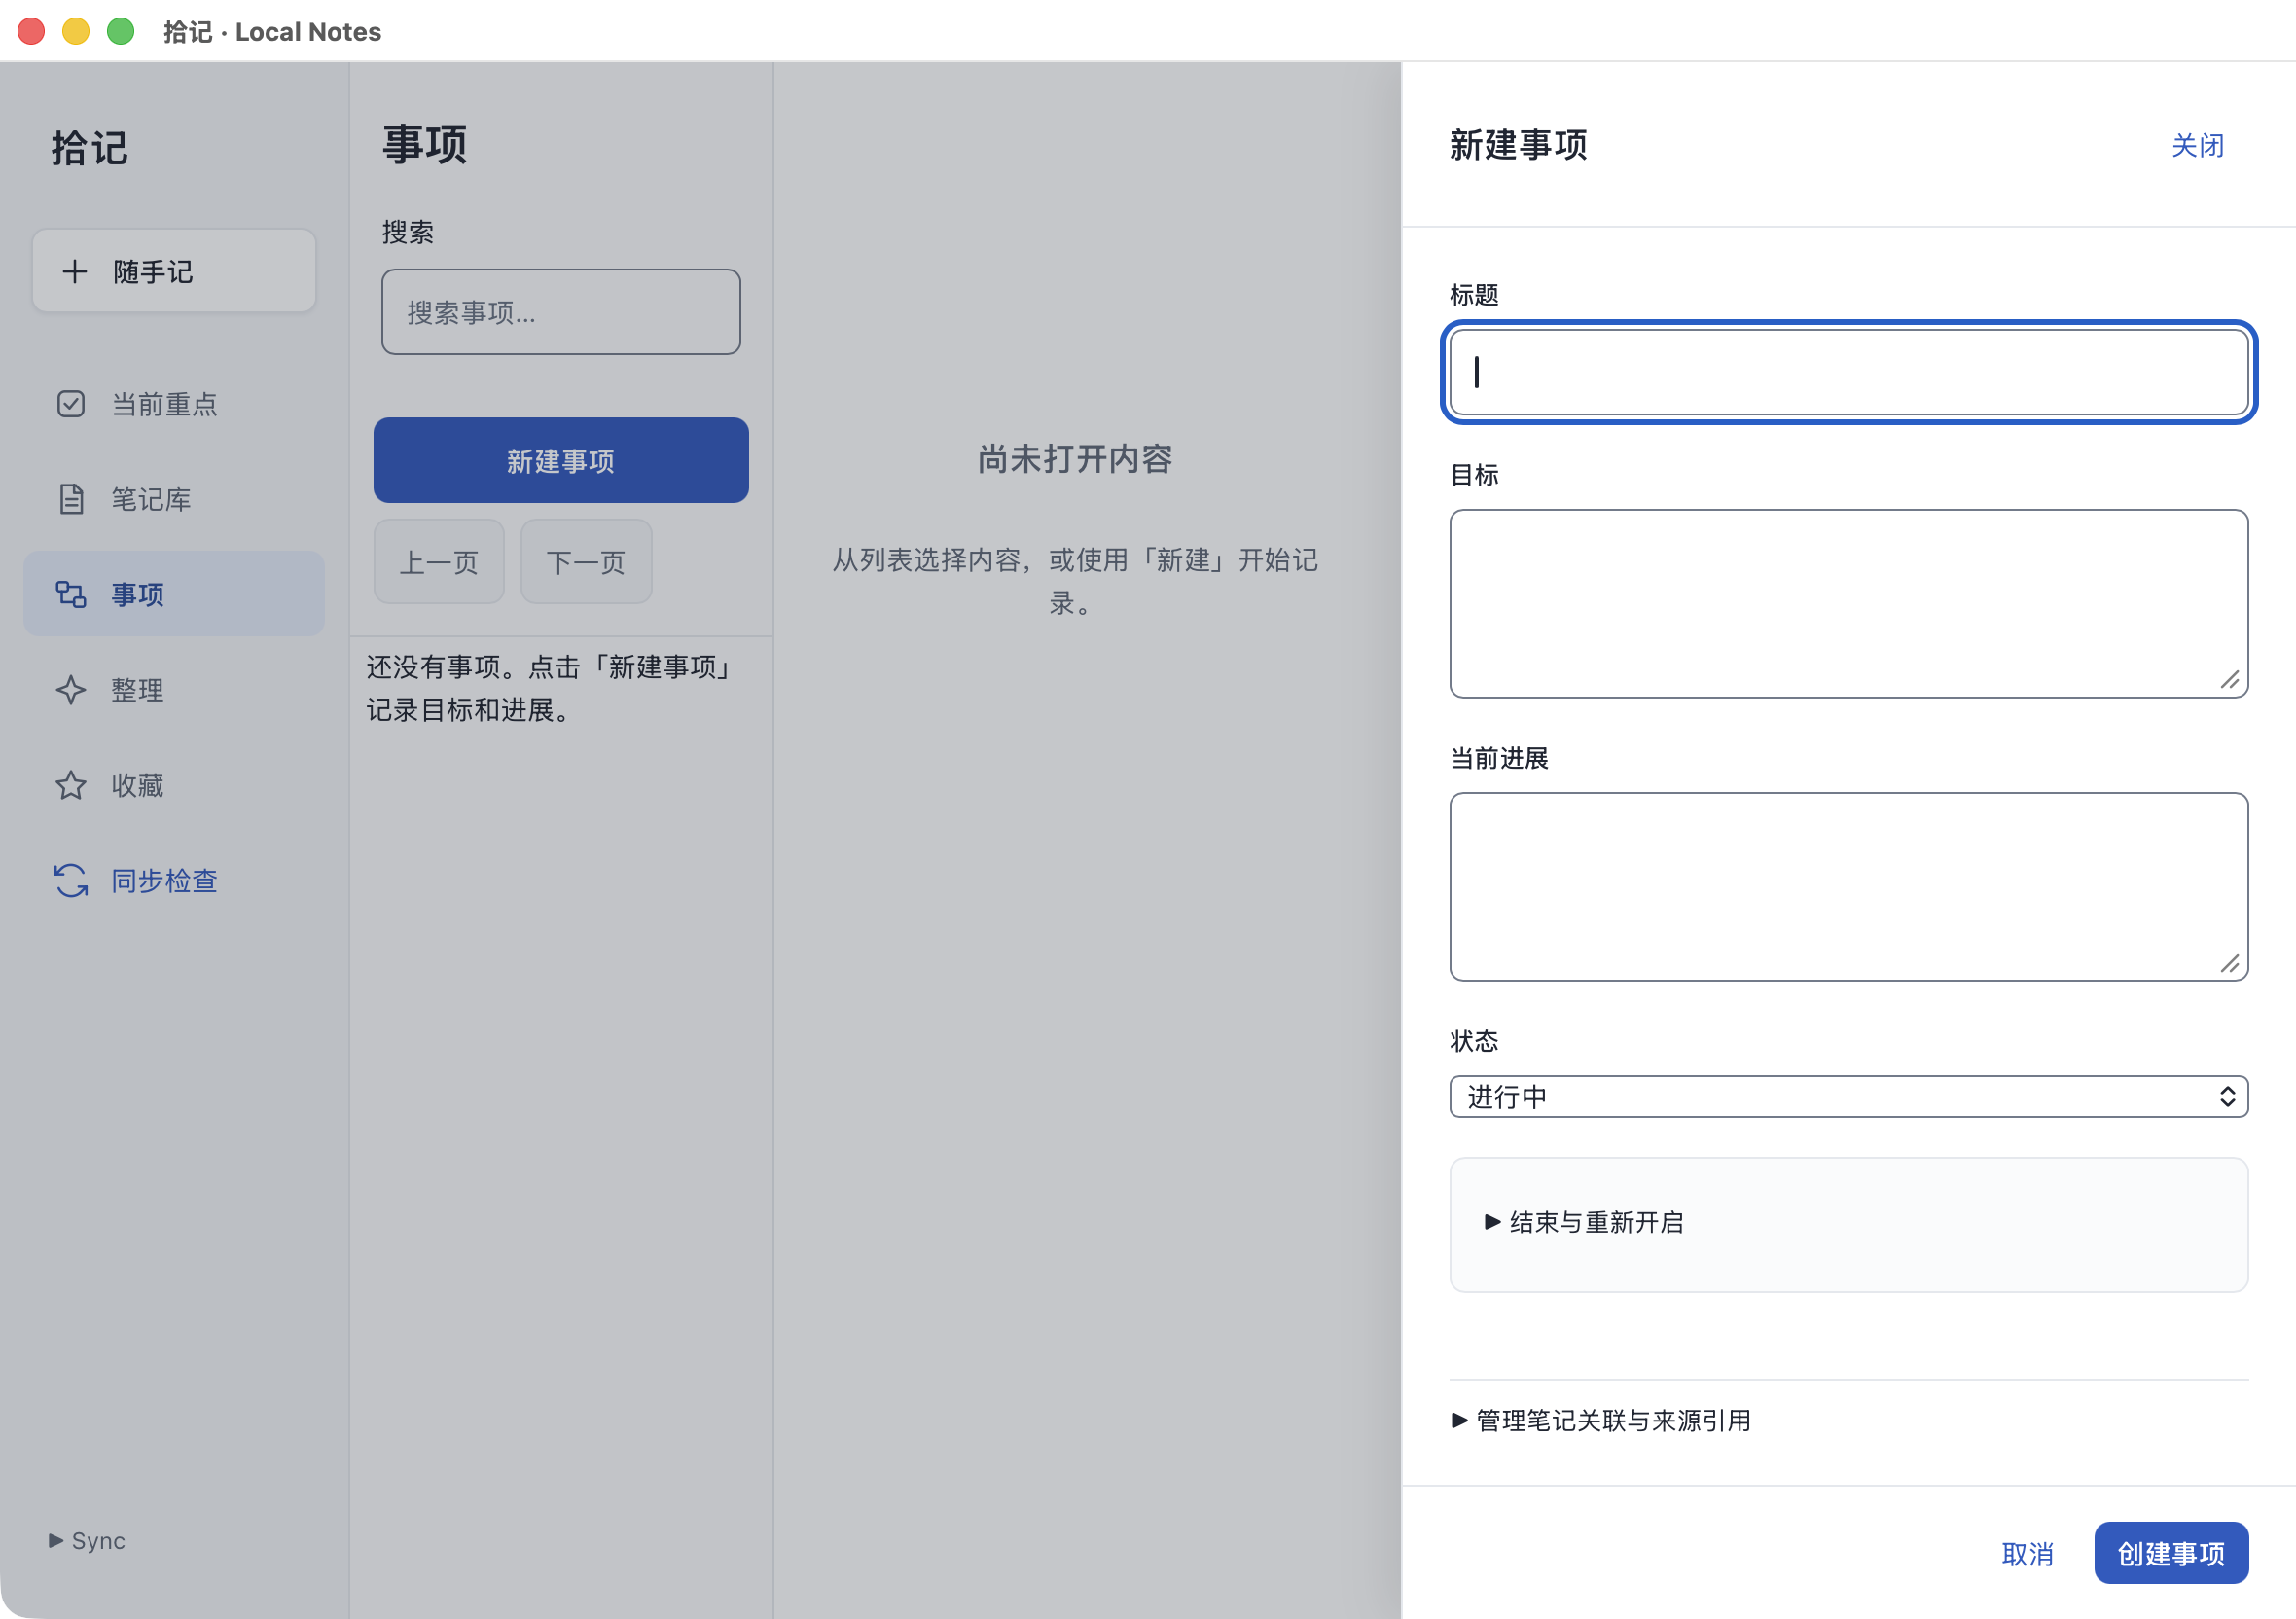 拾记 · Local Notes
拾记
随手记
当前重点
笔记库
事项
整理
收藏
同步检查
Sync
事项
搜索
搜索事项...
新建事项
上一页
下一页
还没有事项。点击「新建事项」
记录目标和进展。
尚未打开内容
从列表选择内容，或使用「新建」开始记
录。
新建事项
关闭
标题
目标
当前进展
状态
进行中
结束与重新开启
管理笔记关联与来源引用
取消
创建事项